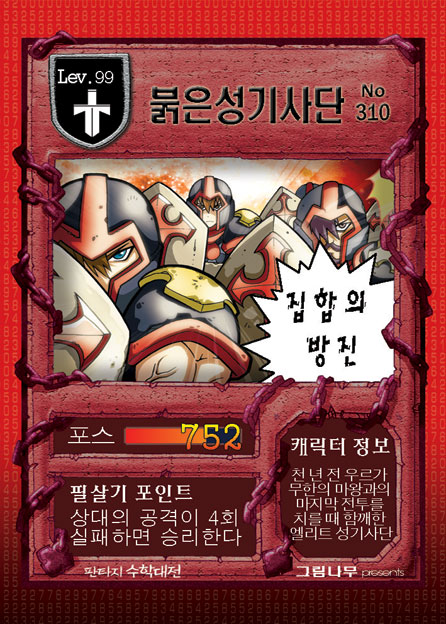 Lev.99
붉은성기사단
No
310
집합의
방진
포스 752
캐릭터 정보
천 년 전 우르가
무한의 마왕과의
마지막 전투를
치를 때 함께한
엘리트 성기사단
필살기 포인트
상대의 공격이 4회
실패하면 승리한다
판타지 수학대전
그림나무 presents